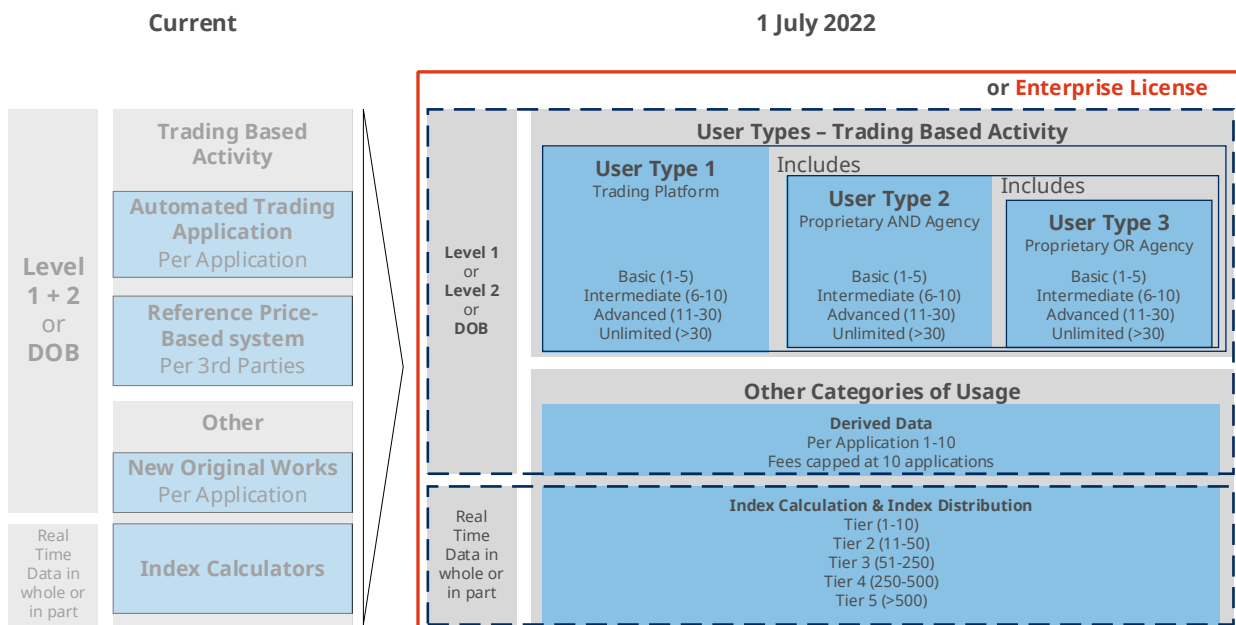 Current
Level
1 + 2
or
DOB
Real
Time
Data in
whole or
in part
Trading Based
Activity
Automated Trading
Application
Per Application
Reference Price-
Based system
Per 3rd Parties
Other
New Original Works
Per Application
Index Calculators
1 July 2022
or Enterprise License
Level 1
or
Level 2
or
DOB
User Types – Trading Based Activity
User Type 1
Trading Platform
Basic (1-5)
Intermediate (6-10)
Advanced (11-30)
Unlimited (>30)
Includes
User Type 2
Proprietary AND Agency
Basic (1-5)
Intermediate (6-10)
Advanced (11-30)
Unlimited (>30)
Includes
User Type 3
Proprietary OR Agency
Basic (1-5)
Intermediate (6-10)
Advanced (11-30)
Unlimited (>30)
Other Categories of Usage
Derived Data
Per Application 1-10
Fees capped at 10 applications
Real
Time
Data in
whole or
in part
Index Calculation & Index Distribution
Tier (1-10)
Tier 2 (11-50)
Tier 3 (51-250)
Tier 4 (250-500)
Tier 5 (>500)